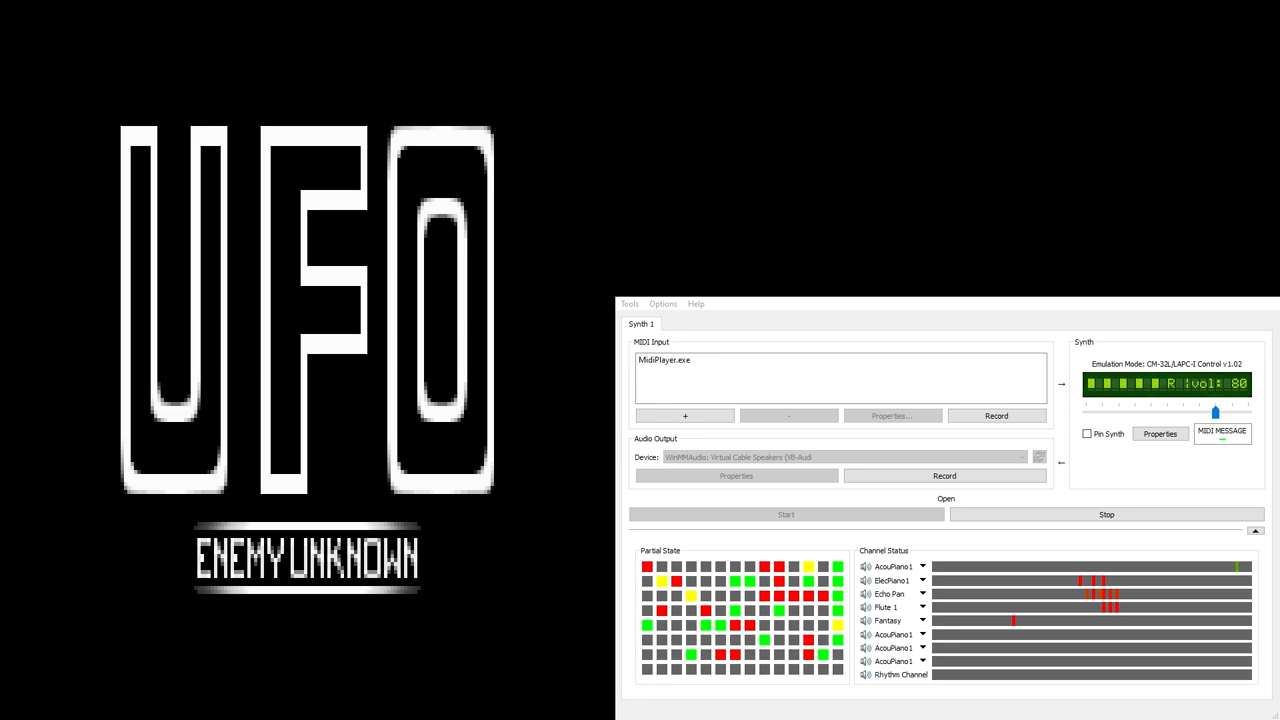 UFO
ENEMY UNKNOWN
Tools Options Help
Synth 1
MIDI Input
MidiPlayer.exe
+ - Properties... Record
Audio Output
Device: WinMMAudio: Virtual Cable Speakers (VB-Audi
Properties Record
Synth
Emulation Mode: CM-32L/LAPC-I Control v1.02
R |vol: 80
Pin Synth Properties MIDI MESSAGE
Open
Start Stop
Partial State
Channel Status
AcouPiano1
ElecPiano1
Echo Pan
Flute 1
Fantasy
AcouPiano1
AcouPiano1
AcouPiano1
Rhythm Channel